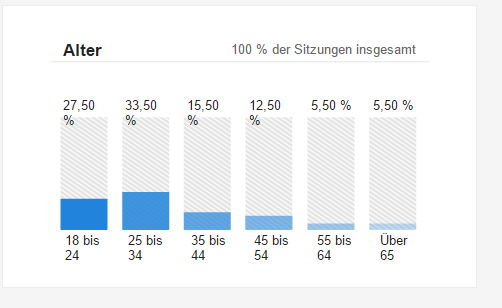 Alter
100 % der Sitzungen insgesamt
27,50 %
33,50 %
15,50 %
12,50 %
5,50 %
5,50 %
18 bis 24
25 bis 34
35 bis 44
45 bis 54
55 bis 64
Über 65